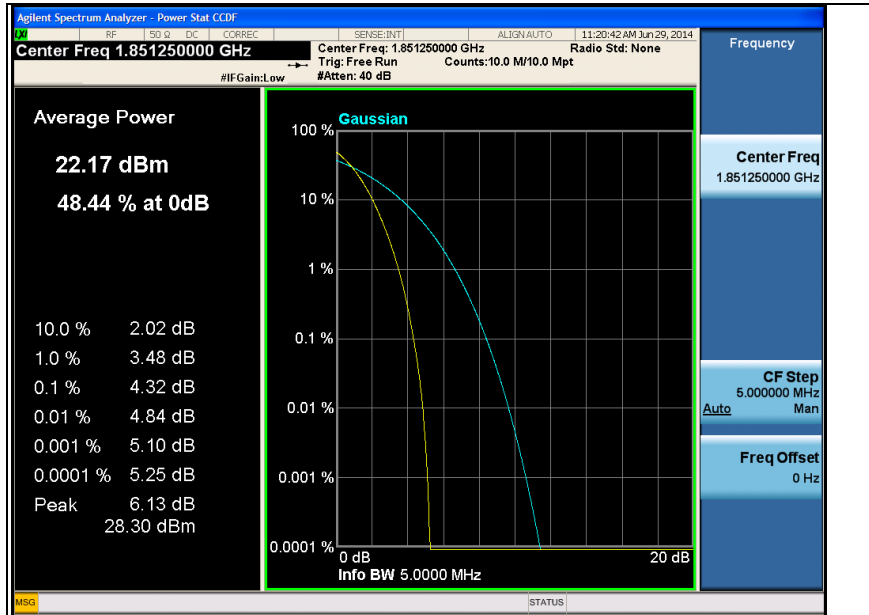 Agilent Spectrum Analyzer - Power Stat CCDF
LXI RF 50 Ω DC CORREC SENSE:INT ALIGN AUTO 11:20:42 AM Jun 29, 2014
Center Freq 1.851250000 GHz
Center Freq: 1.851250000 GHz Radio Std: None
Trig: Free Run Counts:10.0 M/10.0 Mpt
#IFGain:Low #Atten: 40 dB
Average Power
22.17 dBm
48.44 % at 0dB
10.0 % 2.02 dB
1.0 % 3.48 dB
0.1 % 4.32 dB
0.01 % 4.84 dB
0.001 % 5.10 dB
0.0001 % 5.25 dB
Peak 6.13 dB
28.30 dBm
Gaussian
100 %
10 %
1 %
0.1 %
0.01 %
0.001 %
0.0001 %
0 dB 20 dB
Info BW 5.0000 MHz
Frequency
Center Freq
1.851250000 GHz
CF Step
5.000000 MHz
Auto Man
Freq Offset
0 Hz
MSG STATUS